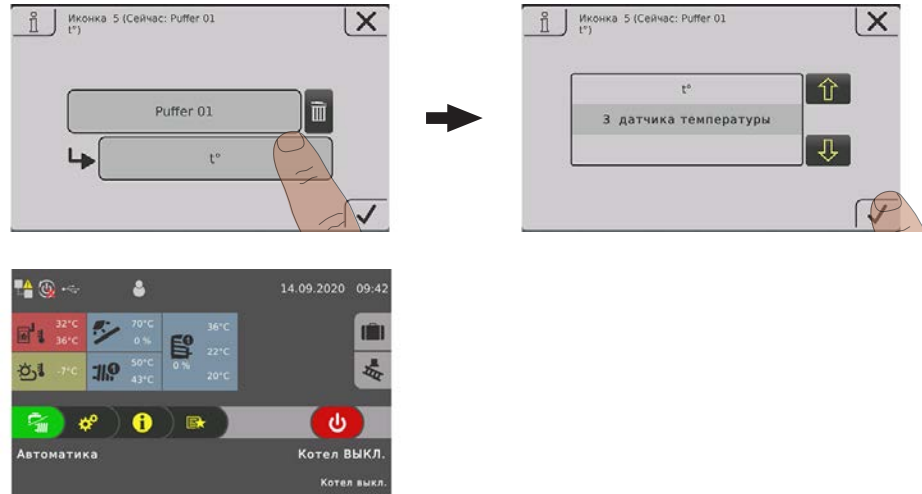 Иконка 5 (Сейчас: Puffer 01
t°)
Puffer 01
t°
Иконка 5 (Сейчас: Puffer 01
t°)
t°
3 датчика температуры
14.09.2020 09:42
32°C
36°C
70°C
0 %
36°C
22°C
20°C
-7°C
50°C
43°C
0 %
Автоматика
Котел ВЫКЛ.
Котел выкл.